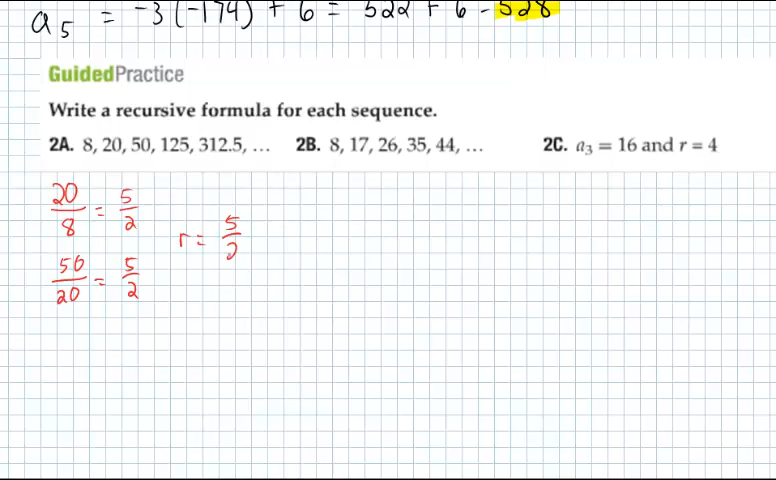 a5 = -3(-174) + 6 = 522 + 6 - 528
GuidedPractice
Write a recursive formula for each sequence.
2A. 8, 20, 50, 125, 312.5, … 2B. 8, 17, 26, 35, 44, … 2C. a3 = 16 and r = 4
20/8 = 5/2
r = 5/2
50/20 = 5/2